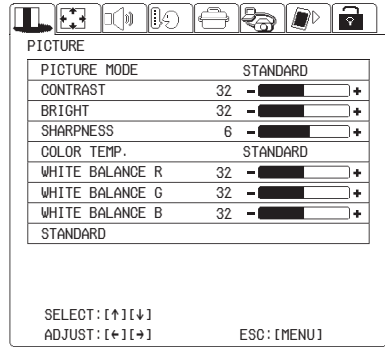 PICTURE
PICTURE MODE STANDARD
CONTRAST 32 - +
BRIGHT 32 - +
SHARPNESS 6 - +
COLOR TEMP. STANDARD
WHITE BALANCE R 32 - +
WHITE BALANCE G 32 - +
WHITE BALANCE B 32 - +
STANDARD
SELECT:[↑][↓]
ADJUST:[←][→] ESC:[MENU]